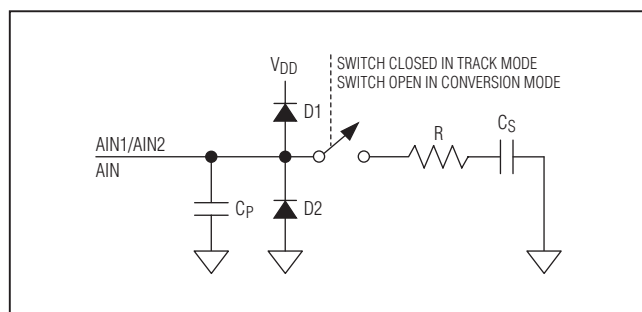 VDD
SWITCH CLOSED IN TRACK MODE
SWITCH OPEN IN CONVERSION MODE
D1
AIN1/AIN2
AIN
R
CS
CP
D2